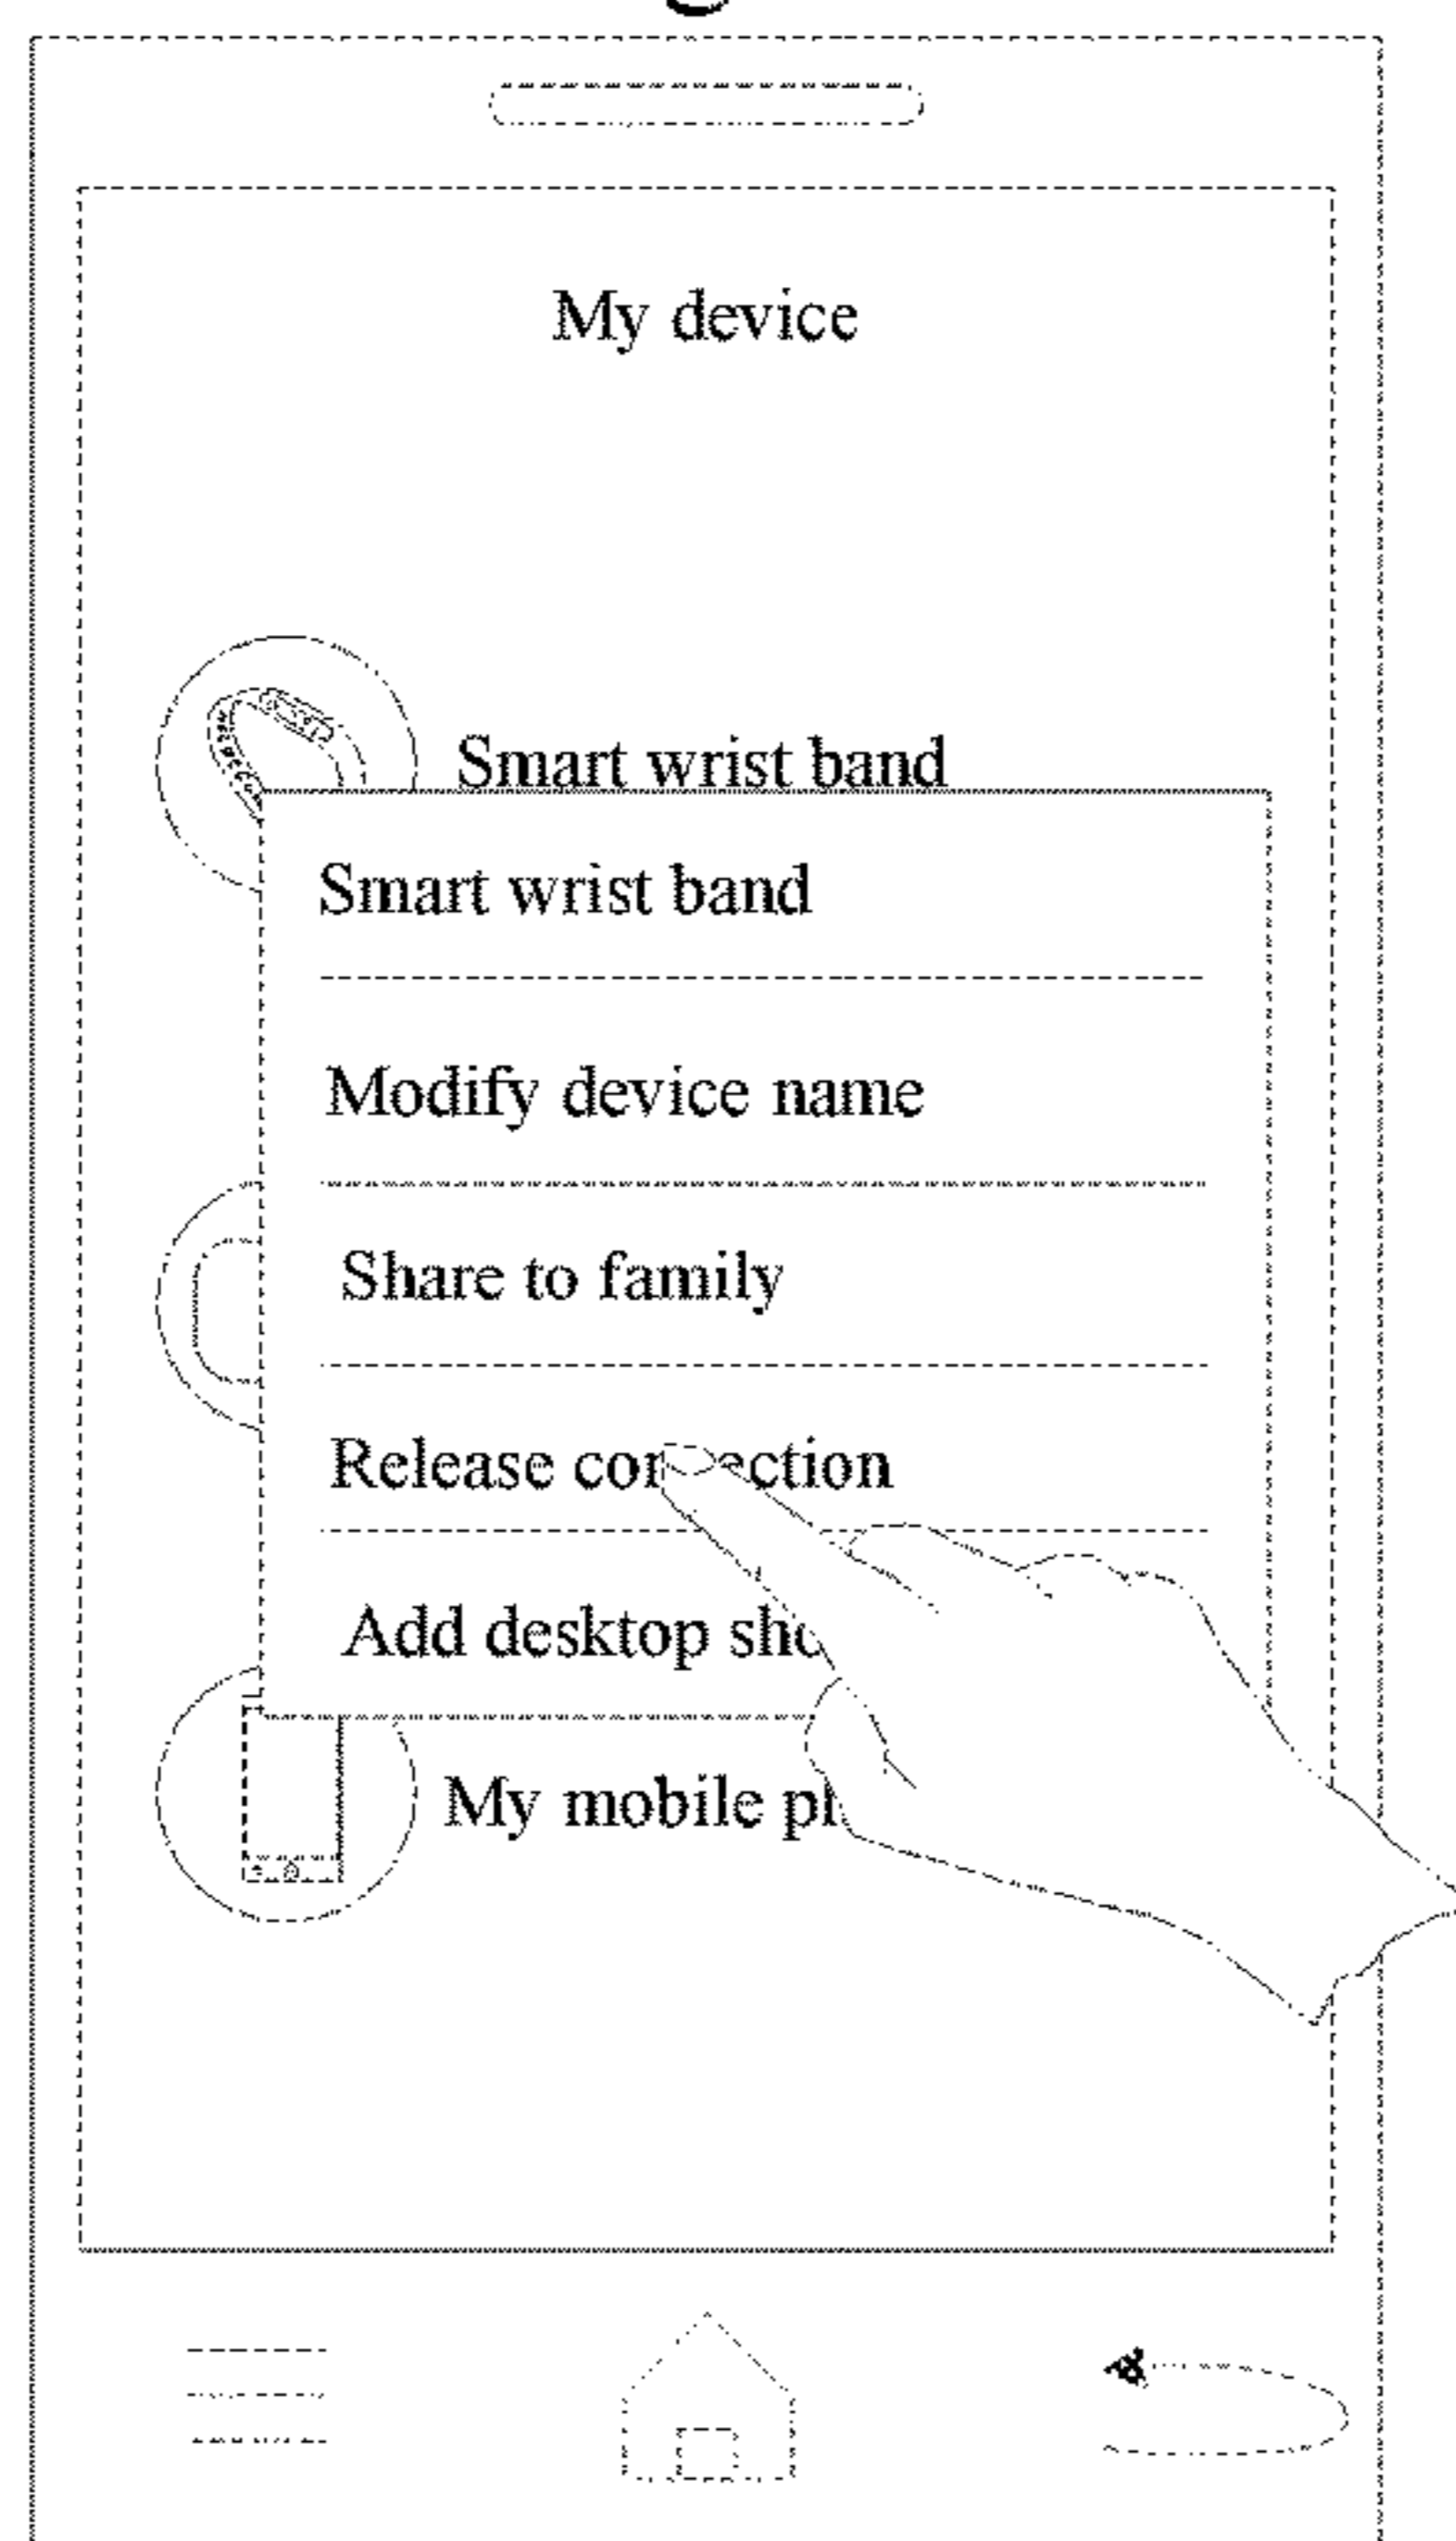 My device
Smart wrist band
Smart wrist band
Modify device name
Share to family
Release
Add desktop
My mobile